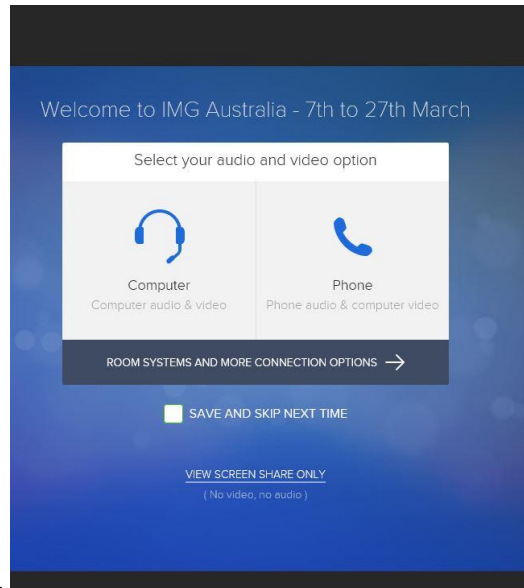 Welcome to IMG Australia - 7th to 27th March
Select your audio and video option
Computer
Computer audio & video
Phone
Phone audio & computer video
ROOM SYSTEMS AND MORE CONNECTION OPTIONS
SAVE AND SKIP NEXT TIME
VIEW SCREEN SHARE ONLY
( No video, no audio )